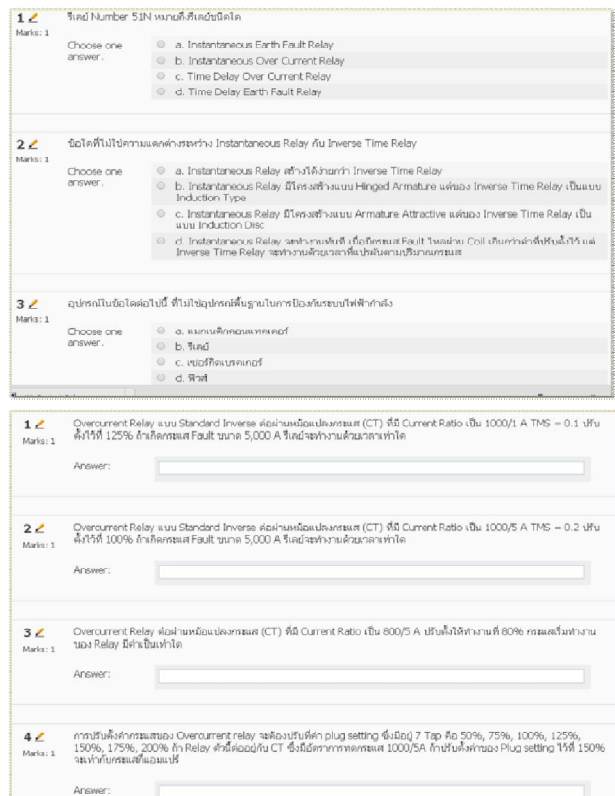 1
รีเลย์ Number 51N หมายถึงรีเลย์ชนิดใด
Marks: 1
Choose one
answer.
a. Instantaneous Earth Fault Relay
b. Instantaneous Over Current Relay
c. Time Delay Over Current Relay
d. Time Delay Earth Fault Relay
2
ข้อใดที่ไม่ใช่ความแตกต่างระหว่าง Instantaneous Relay กับ Inverse Time Relay
Marks: 1
Choose one
answer.
a. Instantaneous Relay สร้างได้ง่ายกว่า Inverse Time Relay
b. Instantaneous Relay มีโครงสร้างแบบ Hinged Armature แต่ของ Inverse Time Relay เป็นแบบ
Induction Type
c. Instantaneous Relay มีโครงสร้างแบบ Armature Attractive แต่ของ Inverse Time Relay เป็น
แบบ Induction Disc
d. Instantaneous Relay จะทำงานทันที เมื่อมีกระแส Fault ไหลผ่าน Coil เกินกว่าค่าที่ปรับตั้งไว้ แต่
Inverse Time Relay จะทำงานด้วยเวลาที่แปรผันตามปริมาณกระแส
3
อุปกรณ์ในข้อใดต่อไปนี้ ที่ไม่ใช่อุปกรณ์พื้นฐานในการป้องกันระบบไฟฟ้ากำลัง
Marks: 1
Choose one
answer.
a. แมกเนติกคอนแทคเตอร์
b. รีเลย์
c. เซอร์กิตเบรคเกอร์
d. ฟิวส์
1
Overcurrent Relay แบบ Standard Inverse ต่อผ่านหม้อแปลงกระแส (CT) ที่มี Current Ratio เป็น 1000/1 A TMS = 0.1 ปรับ
Marks: 1
ตั้งไว้ที่ 125% ถ้าเกิดกระแส Fault ขนาด 5,000 A รีเลย์จะทำงานด้วยเวลาเท่าใด
Answer:
2
Overcurrent Relay แบบ Standard Inverse ต่อผ่านหม้อแปลงกระแส (CT) ที่มี Current Ratio เป็น 1000/5 A TMS = 0.2 ปรับ
Marks: 1
ตั้งไว้ที่ 100% ถ้าเกิดกระแส Fault ขนาด 5,000 A รีเลย์จะทำงานด้วยเวลาเท่าใด
Answer:
3
Overcurrent Relay ต่อผ่านหม้อแปลงกระแส (CT) ที่มี Current Ratio เป็น 800/5 A ปรับตั้งให้ทำงานที่ 80% กระแสเริ่มทำงาน
Marks: 1
ของ Relay มีค่าเป็นเท่าใด
Answer:
4
การปรับตั้งค่ากระแสของ Overcurrent relay จะต้องปรับที่ค่า plug setting ซึ่งมีอยู่ 7 Tap คือ 50%, 75%, 100%, 125%,
Marks: 1
150%, 175%, 200% ถ้า Relay ตัวนี้ต่ออยู่กับ CT ซึ่งมีอัตราการทดกระแส 1000/5A ถ้าปรับตั้งค่าของ Plug setting ไว้ที่ 150%
จะเท่ากับกระแสกี่แอมแปร์
Answer: